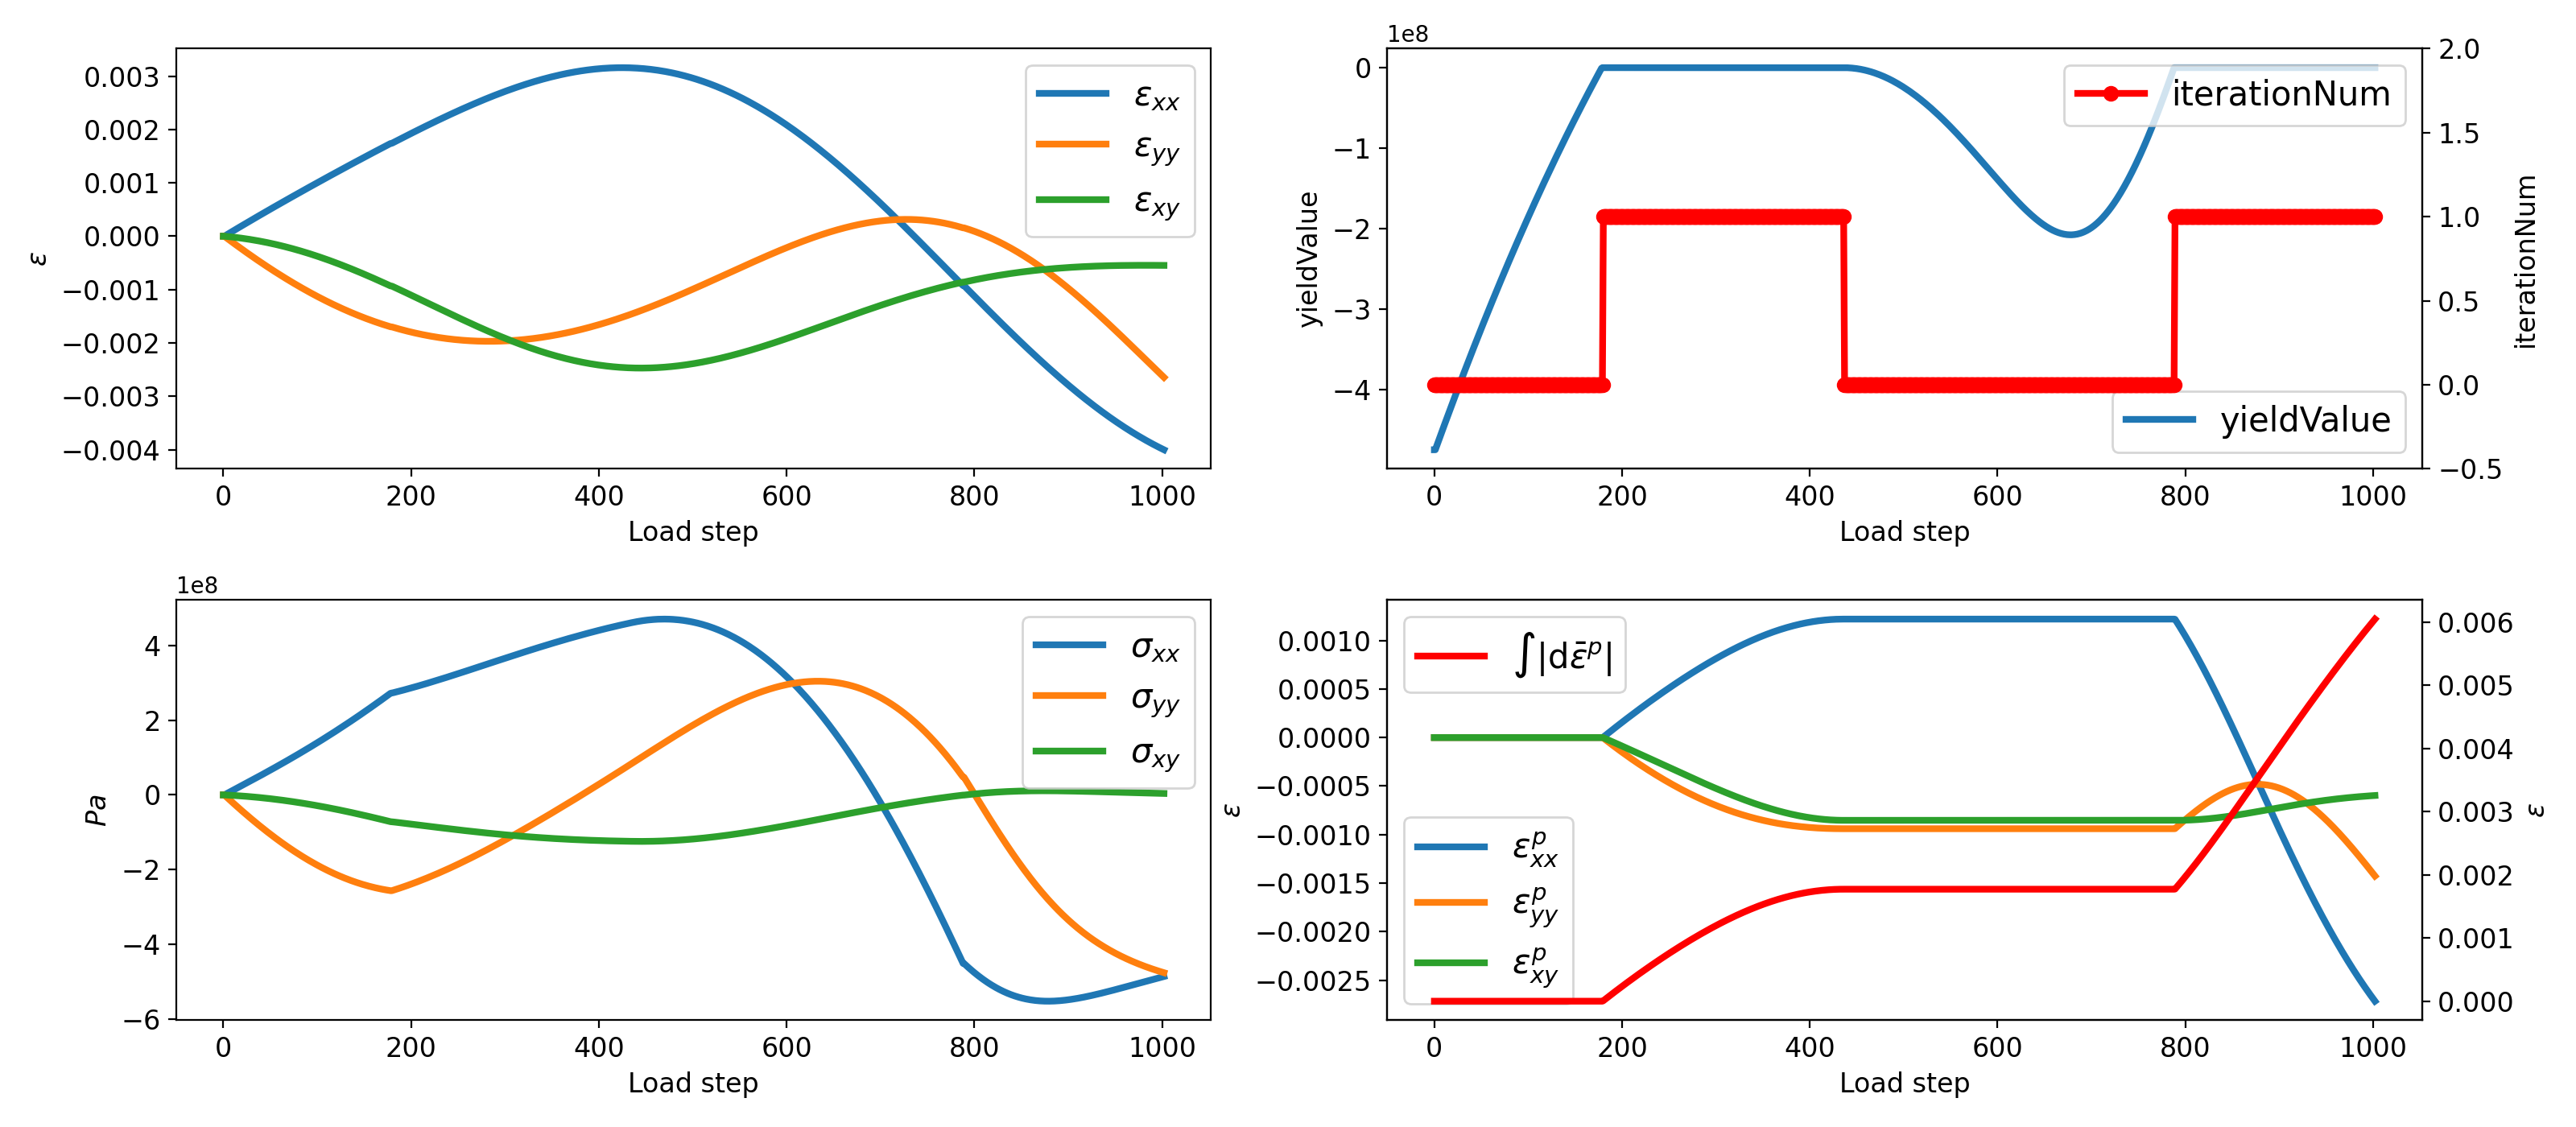 0.003
0.002
0.001
0.000
−0.001
−0.002
−0.003
−0.004
ε
ε_xx
ε_yy
ε_xy
0 200 400 600 800 1000
Load step
1e8
0
−1
−2
−3
−4
yieldValue
iterationNum
yieldValue
2.0
1.5
1.0
0.5
0.0
−0.5
iterationNum
0 200 400 600 800 1000
Load step
1e8
4
2
0
−2
−4
−6
Pa
σ_xx
σ_yy
σ_xy
0 200 400 600 800 1000
Load step
0.0010
0.0005
0.0000
−0.0005
−0.0010
−0.0015
−0.0020
−0.0025
ε
∫|dε̄^p|
ε^p_xx
ε^p_yy
ε^p_xy
0.006
0.005
0.004
0.003
0.002
0.001
0.000
ε
0 200 400 600 800 1000
Load step